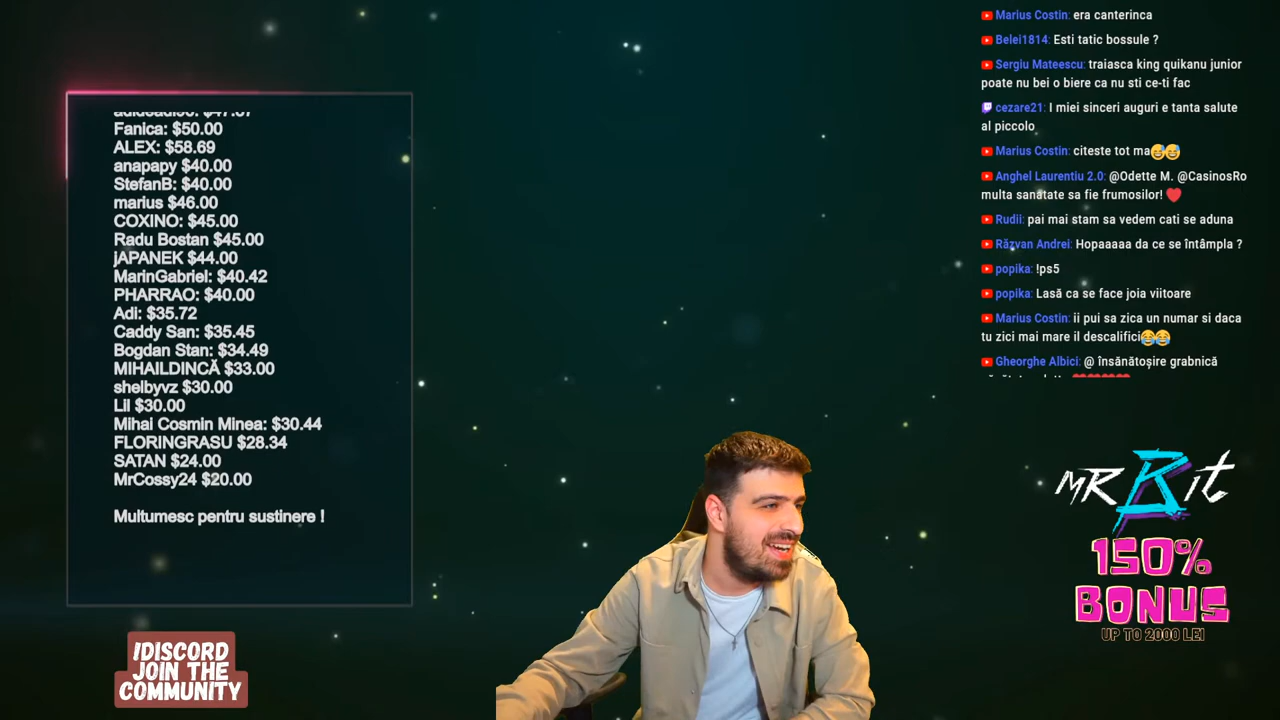 Fanica: $50.00
ALEX: $58.69
anapapy $40.00
StefanB: $40.00
marius $46.00
COXINO: $45.00
Radu Bostan $45.00
jAPANEK $44.00
MarinGabriel: $40.42
PHARRAO: $40.00
Adi: $35.72
Caddy San: $35.45
Bogdan Stan: $34.49
MIHAILDINCĂ $33.00
shelbyvz $30.00
Lil $30.00
Mihai Cosmin Minea: $30.44
FLORINGRASU $28.34
SATAN $24.00
MrCossy24 $20.00
Multumesc pentru sustinere !
!DISCORD
JOIN THE
COMMUNITY
Marius Costin: era canterinca
Belei1814: Esti tatic bossule ?
Sergiu Mateescu: traiasca king quikanu junior
poate nu bei o biere ca nu sti ce-ti fac
cezare21: I miei sinceri auguri e tanta salute
al piccolo
Marius Costin: citeste tot ma😅😅
Anghel Laurentiu 2.0: @Odette M. @CasinosRo
multa sanatate sa fie frumosilor! ❤️
Rudii: pai mai stam sa vedem cati se aduna
Răzvan Andrei: Hopaaaaa da ce se întâmpla ?
popika: !ps5
popika: Lasă ca se face joia viitoare
Marius Costin: ii pui sa zica un numar si daca
tu zici mai mare il descalifici😂😂
Gheorghe Albici: @ însănătoșire grabnică
MR Bit
150%
BONUS
UP TO 2000 LEI